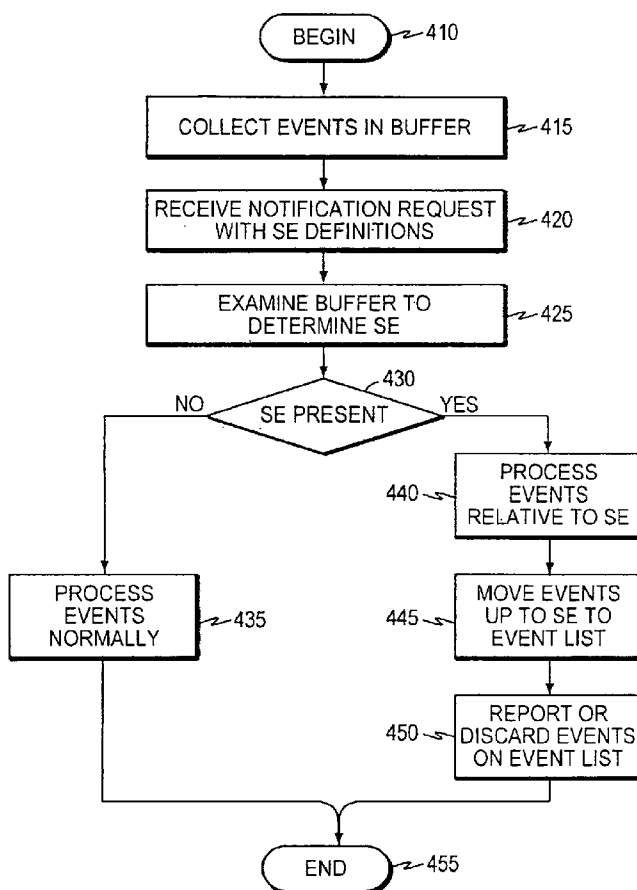 BEGIN
410
COLLECT EVENTS IN BUFFER
415
RECEIVE NOTIFICATION REQUEST
WITH SE DEFINITIONS
420
EXAMINE BUFFER TO
DETERMINE SE
425
430
NO
SE PRESENT
YES
440
PROCESS
EVENTS
RELATIVE TO SE
PROCESS
EVENTS
NORMALLY
435
445
MOVE EVENTS
UP TO SE TO
EVENT LIST
450
REPORT OR
DISCARD EVENTS
ON EVENT LIST
END
455